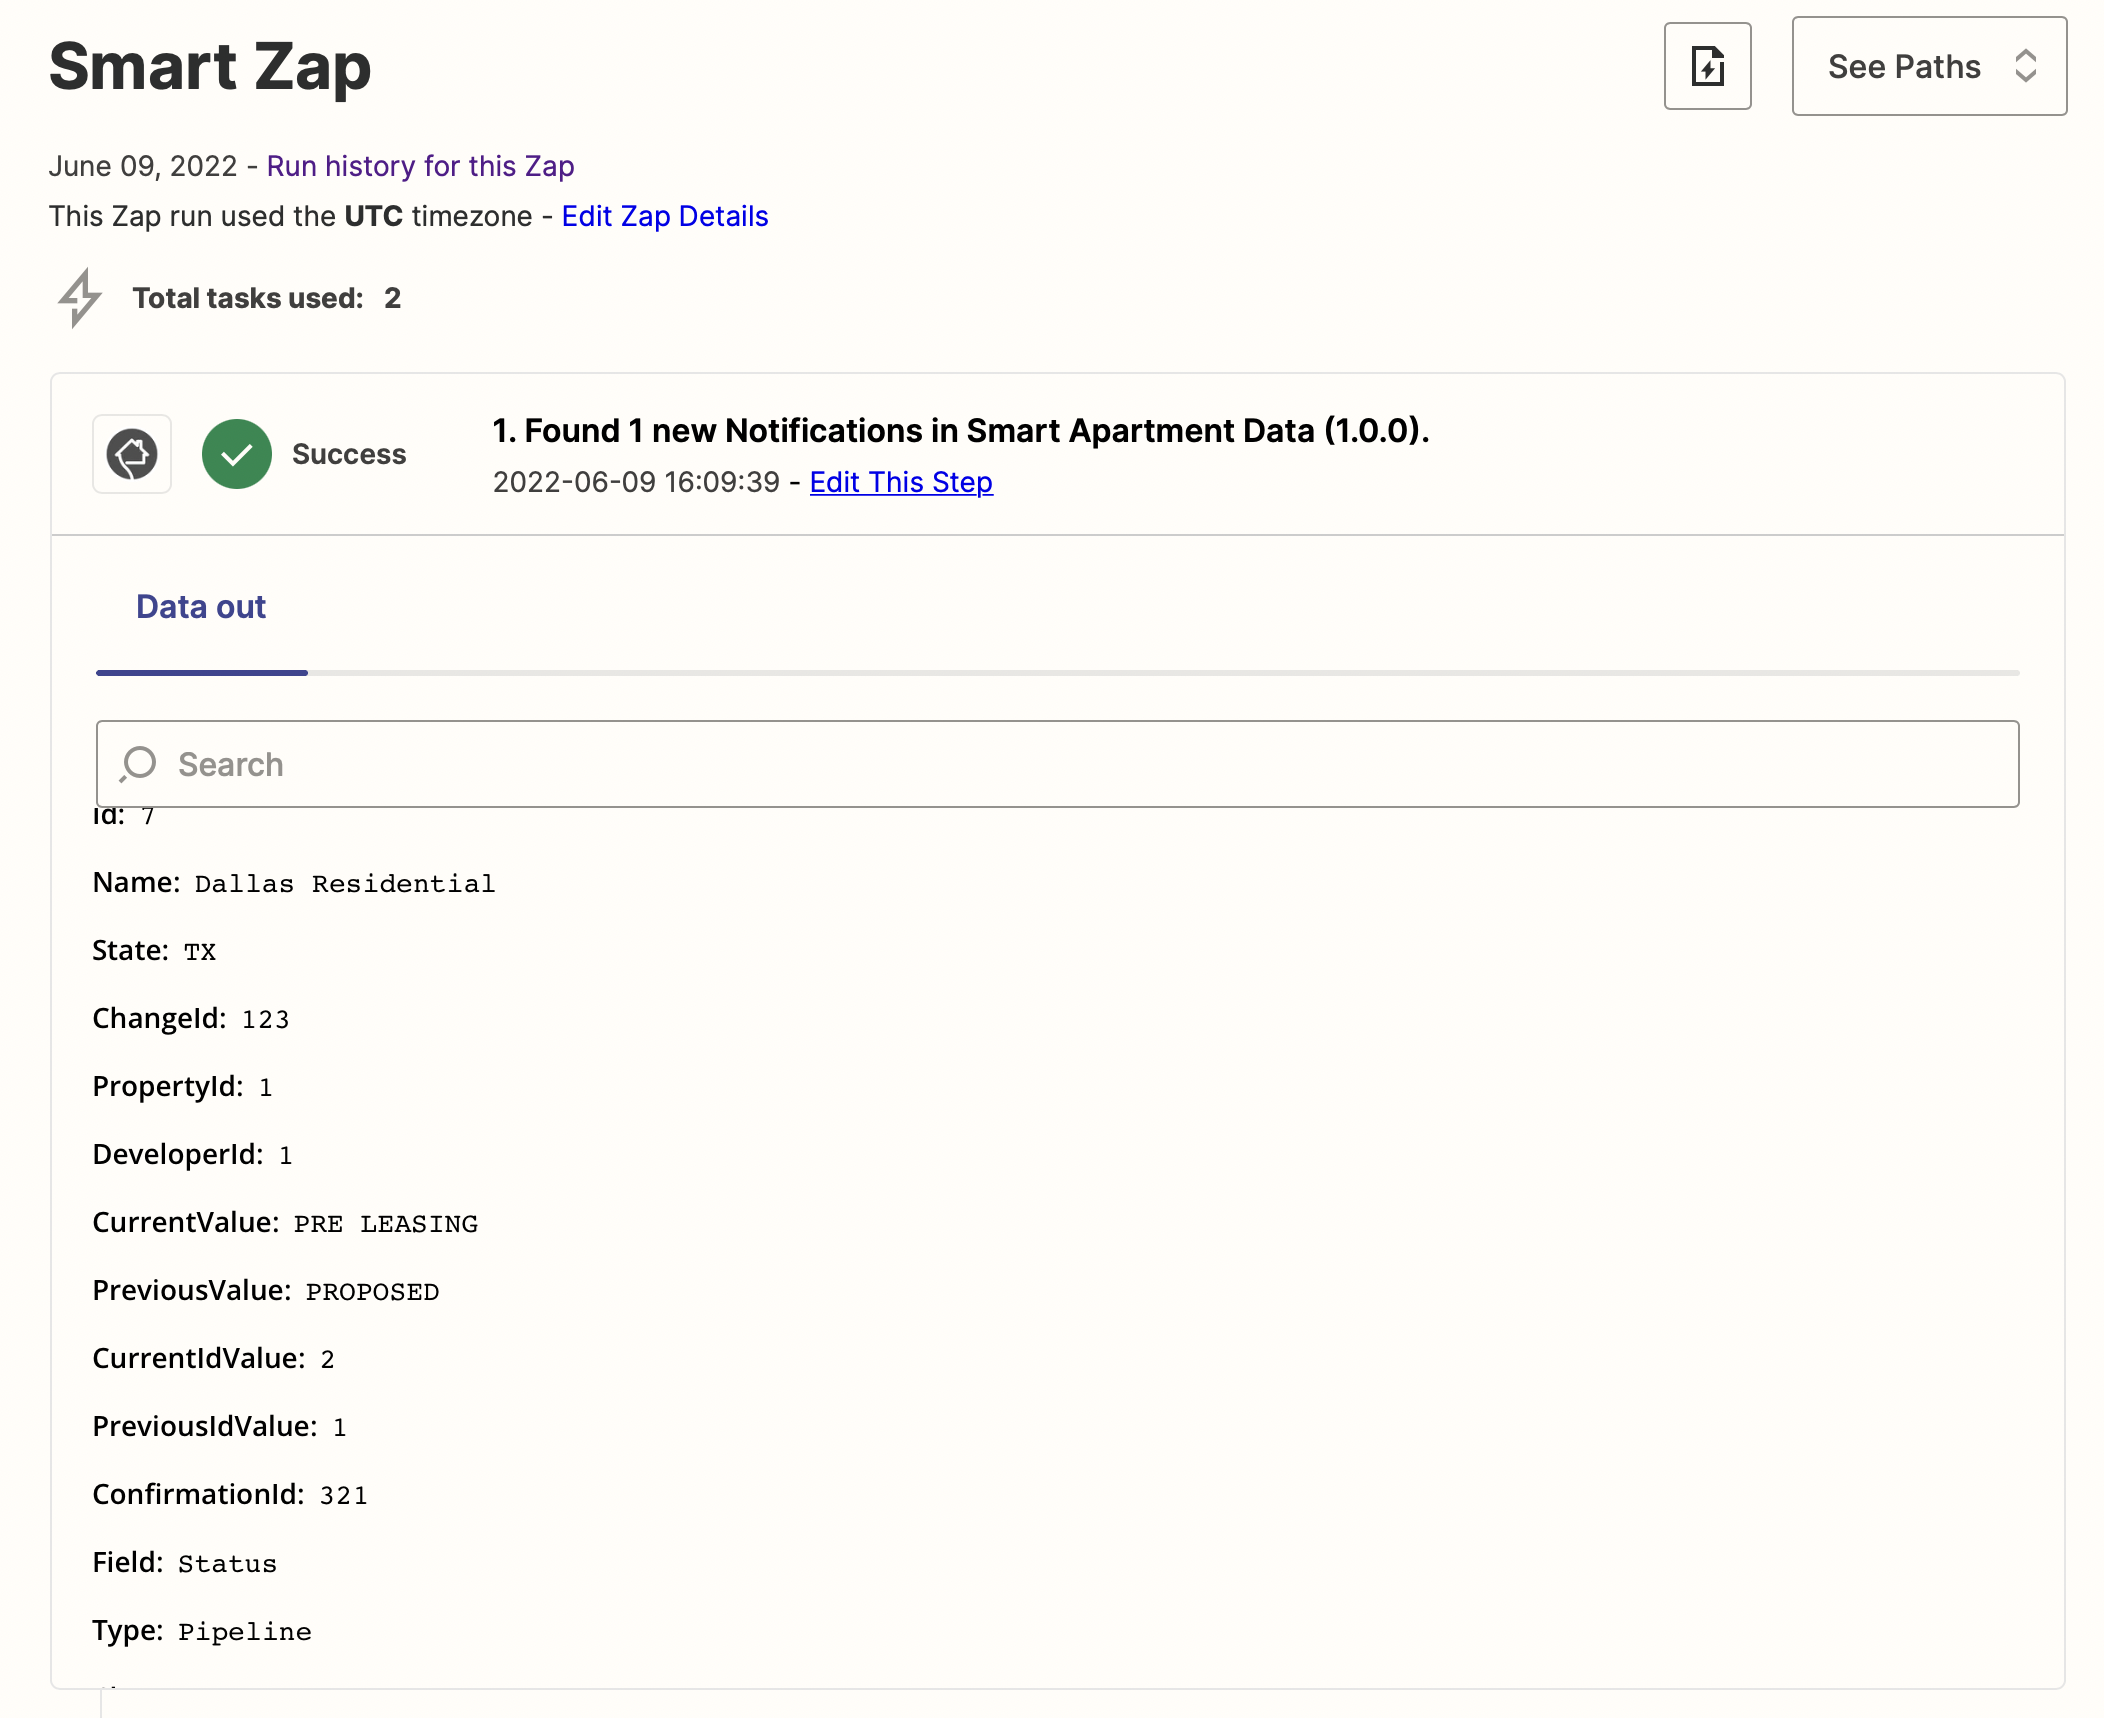 Smart Zap
See Paths
June 09, 2022 - Run history for this Zap
This Zap run used the UTC timezone - Edit Zap Details
Total tasks used: 2
Success
1. Found 1 new Notifications in Smart Apartment Data (1.0.0).
2022-06-09 16:09:39 - Edit This Step
Data out
Search
Id: 7
Name: Dallas Residential
State: TX
ChangeId: 123
PropertyId: 1
DeveloperId: 1
CurrentValue: PRE LEASING
PreviousValue: PROPOSED
CurrentIdValue: 2
PreviousIdValue: 1
ConfirmationId: 321
Field: Status
Type: Pipeline